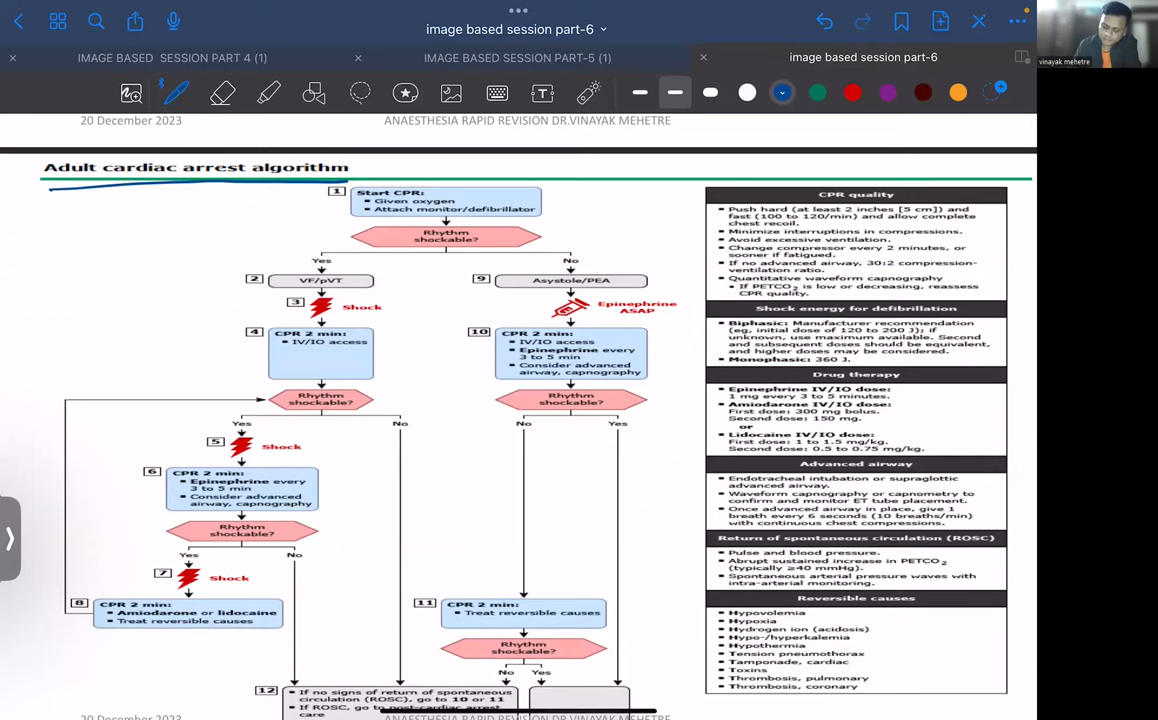 image based session part-6
IMAGE BASED SESSION PART 4 (1)
IMAGE BASED SESSION PART-5 (1)
image based session part-6
vinayak mehetre
20 December 2023
ANAESTHESIA RAPID REVISION DR.VINAYAK MEHETRE
Adult cardiac arrest algorithm
1
Start CPR:
• Given oxygen
• Attach monitor/defibrillator
Rhythm
shockable?
Yes
No
2
VF/pVT
9
Asystole/PEA
3
Shock
Epinephrine
ASAP
4
CPR 2 min:
• IV/IO access
10
CPR 2 min:
• IV/IO access
• Epinephrine every
3 to 5 min
• Consider advanced
airway, capnography
Rhythm
shockable?
Rhythm
shockable?
Yes
No
No
Yes
5
Shock
6
CPR 2 min:
• Epinephrine every
3 to 5 min
• Consider advanced
airway, capnography
Rhythm
shockable?
Yes
No
7
Shock
8
CPR 2 min:
• Amiodarone or lidocaine
• Treat reversible causes
11
CPR 2 min:
• Treat reversible causes
Rhythm
shockable?
No
Yes
12
• If no signs of return of spontaneous
circulation (ROSC), go to 10 or 11
• If ROSC, go to post-cardiac arrest
care
CPR quality
• Push hard (at least 2 inches [5 cm]) and
fast (100 to 120/min) and allow complete
chest recoil.
• Minimize interruptions in compressions.
• Avoid excessive ventilation.
• Change compressor every 2 minutes, or
sooner if fatigued.
• If no advanced airway, 30:2 compression-
ventilation ratio.
• Quantitative waveform capnography
• If PETCO2 is low or decreasing, reassess
CPR quality.
Shock energy for defibrillation
• Biphasic: Manufacturer recommendation
(eg, initial dose of 120 to 200 J); if
unknown, use maximum available. Second
and subsequent doses should be equivalent,
and higher doses may be considered.
• Monophasic: 360 J.
Drug therapy
• Epinephrine IV/IO dose:
1 mg every 3 to 5 minutes.
• Amiodarone IV/IO dose:
First dose: 300 mg bolus.
Second dose: 150 mg.
or
• Lidocaine IV/IO dose:
First dose: 1 to 1.5 mg/kg.
Second dose: 0.5 to 0.75 mg/kg.
Advanced airway
• Endotracheal intubation or supraglottic
advanced airway.
• Waveform capnography or capnometry to
confirm and monitor ET tube placement.
• Once advanced airway in place, give 1
breath every 6 seconds (10 breaths/min)
with continuous chest compressions.
Return of spontaneous circulation (ROSC)
• Pulse and blood pressure.
• Abrupt sustained increase in PETCO2
(typically ≥40 mmHg).
• Spontaneous arterial pressure waves with
intra-arterial monitoring.
Reversible causes
• Hypovolemia
• Hypoxia
• Hydrogen ion (acidosis)
• Hypo-/hyperkalemia
• Hypothermia
• Tension pneumothorax
• Tamponade, cardiac
• Toxins
• Thrombosis, pulmonary
• Thrombosis, coronary
20 December 2023
ANAESTHESIA RAPID REVISION DR.VINAYAK MEHETRE